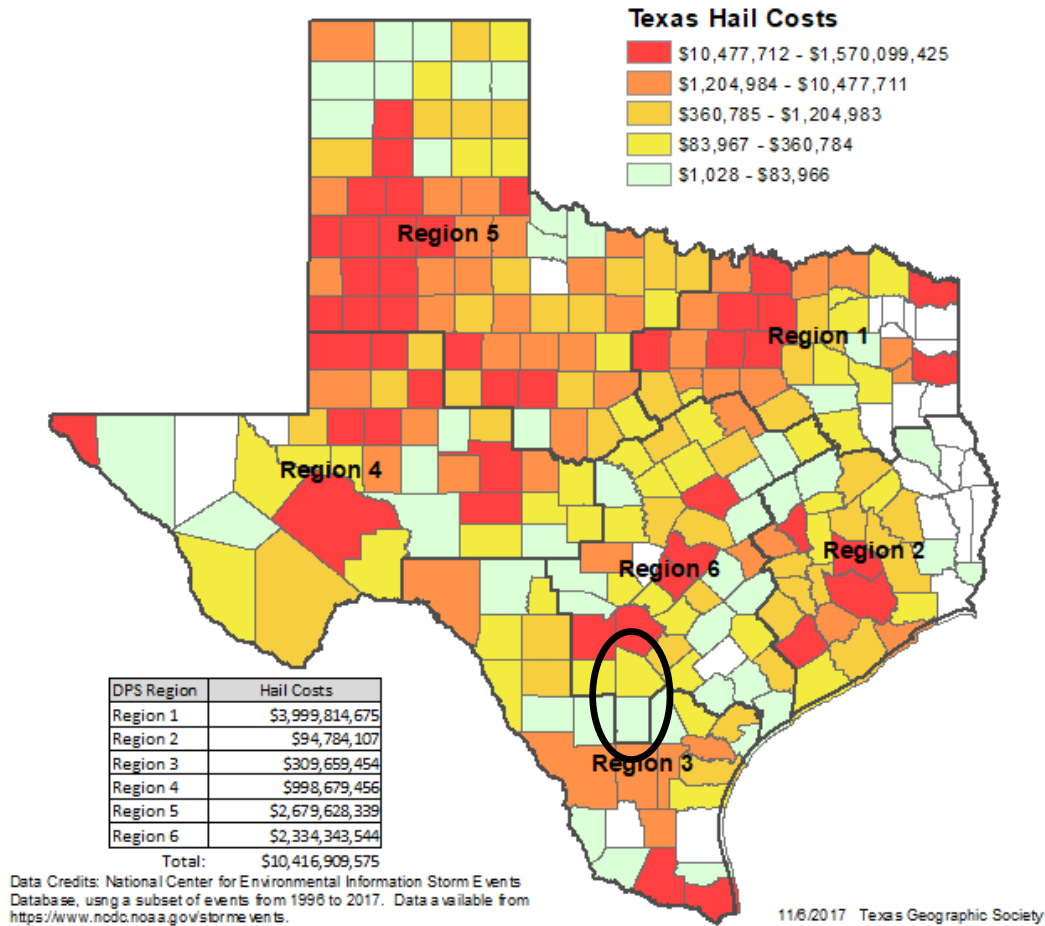 Texas Hail Costs
$10,477,712 - $1,570,099,425
$1,204,984 - $10,477,711
$360,785 - $1,204,983
$83,967 - $360,784
$1,028 - $83,966
Region 5
Region 1
Region 4
Region 2
Region 6
Region 3
DPS Region Hail Costs
Region 1 $3,999,814,675
Region 2 $94,784,107
Region 3 $309,659,454
Region 4 $998,679,456
Region 5 $2,679,628,339
Region 6 $2,334,343,544
Total: $10,416,909,575
Data Credits: National Center for Environmental Information Storm Events
Database, usng a subset of events from 1996 to 2017. Data available from
https://www.ncdc.noaa.gov/stormevents.
11/6/2017 Texas Geographic Society